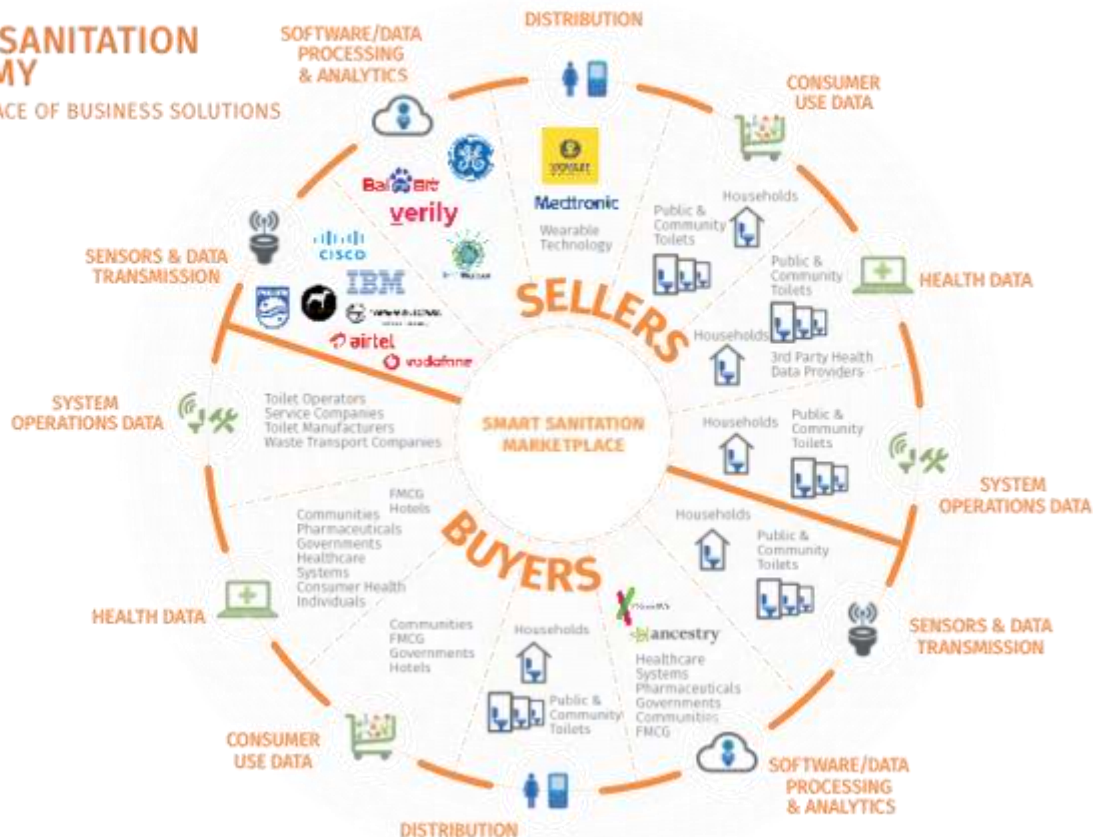 SANITATION
MY
ACE OF BUSINESS SOLUTIONS
SOFTWARE/DATA
PROCESSING
& ANALYTICS
DISTRIBUTION
CONSUMER
USE DATA
HEALTH DATA
SYSTEM
OPERATIONS DATA
SENSORS & DATA
TRANSMISSION
SELLERS
verily
CISCO
IBM
airtel
vodafone
PHILIPS
Medtronic
Wearable
Technology
Public &
Community
Toilets
Households
Public &
Community
Toilets
Households
3rd Party Health
Data Providers
Households
Public &
Community
Toilets
SMART SANITATION
MARKETPLACE
BUYERS
SYSTEM
OPERATIONS DATA
Toilet Operators
Service Companies
Toilet Manufacturers
Waste Transport Companies
HEALTH DATA
FMCG
Hotels
Communities
Pharmaceuticals
Governments
Healthcare
Systems
Consumer Health
Individuals
CONSUMER
USE DATA
Communities
FMCG
Governments
Hotels
DISTRIBUTION
Households
Public &
Community
Toilets
SOFTWARE/DATA
PROCESSING
& ANALYTICS
ancestry
Healthcare
Systems
Pharmaceuticals
Governments
Communities
FMCG
SENSORS & DATA
TRANSMISSION
Households
Public &
Community
Toilets